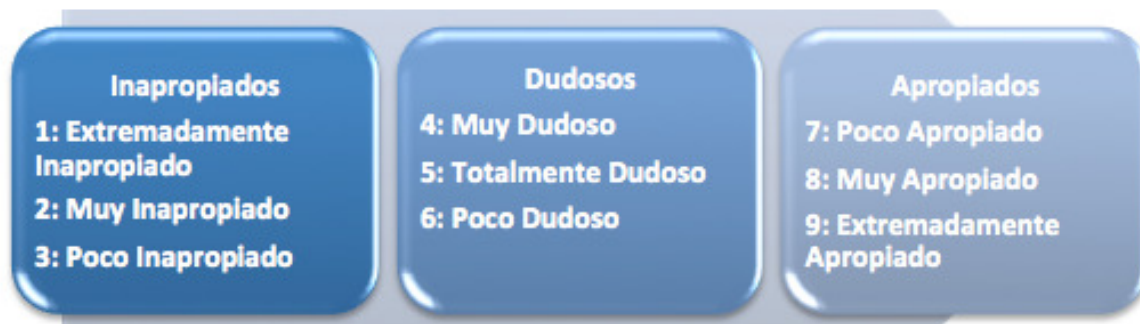 Inapropiados
1: Extremadamente
Inapropiado
2: Muy Inapropiado
3: Poco Inapropiado
Dudosos
4: Muy Dudoso
5: Totalmente Dudoso
6: Poco Dudoso
Apropiados
7: Poco Apropiado
8: Muy Apropiado
9: Extremadamente
Apropiado